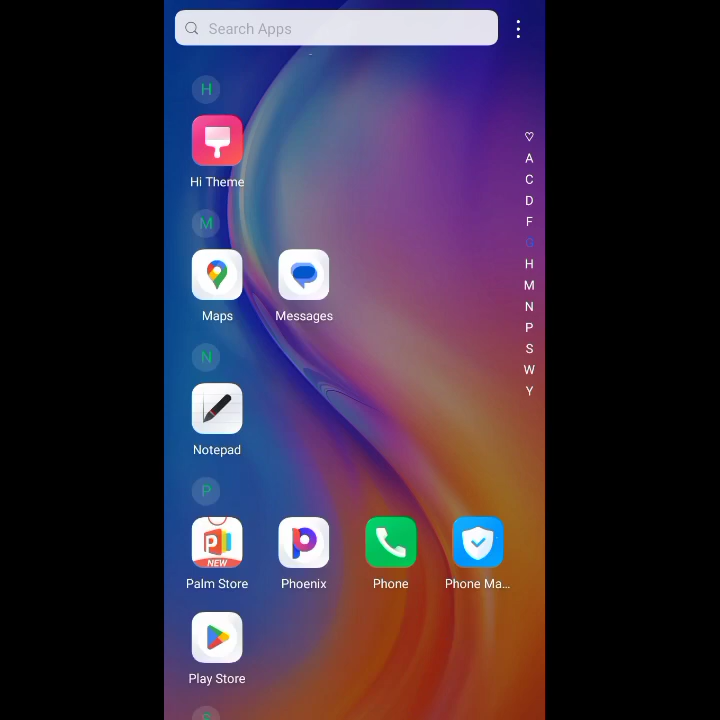 Search Apps
H
Hi Theme
M
Maps
Messages
N
Notepad
P
NEW
Palm Store
Phoenix
Phone
Phone Ma...
Play Store
S
♡
A
C
D
F
G
H
M
N
P
S
W
Y